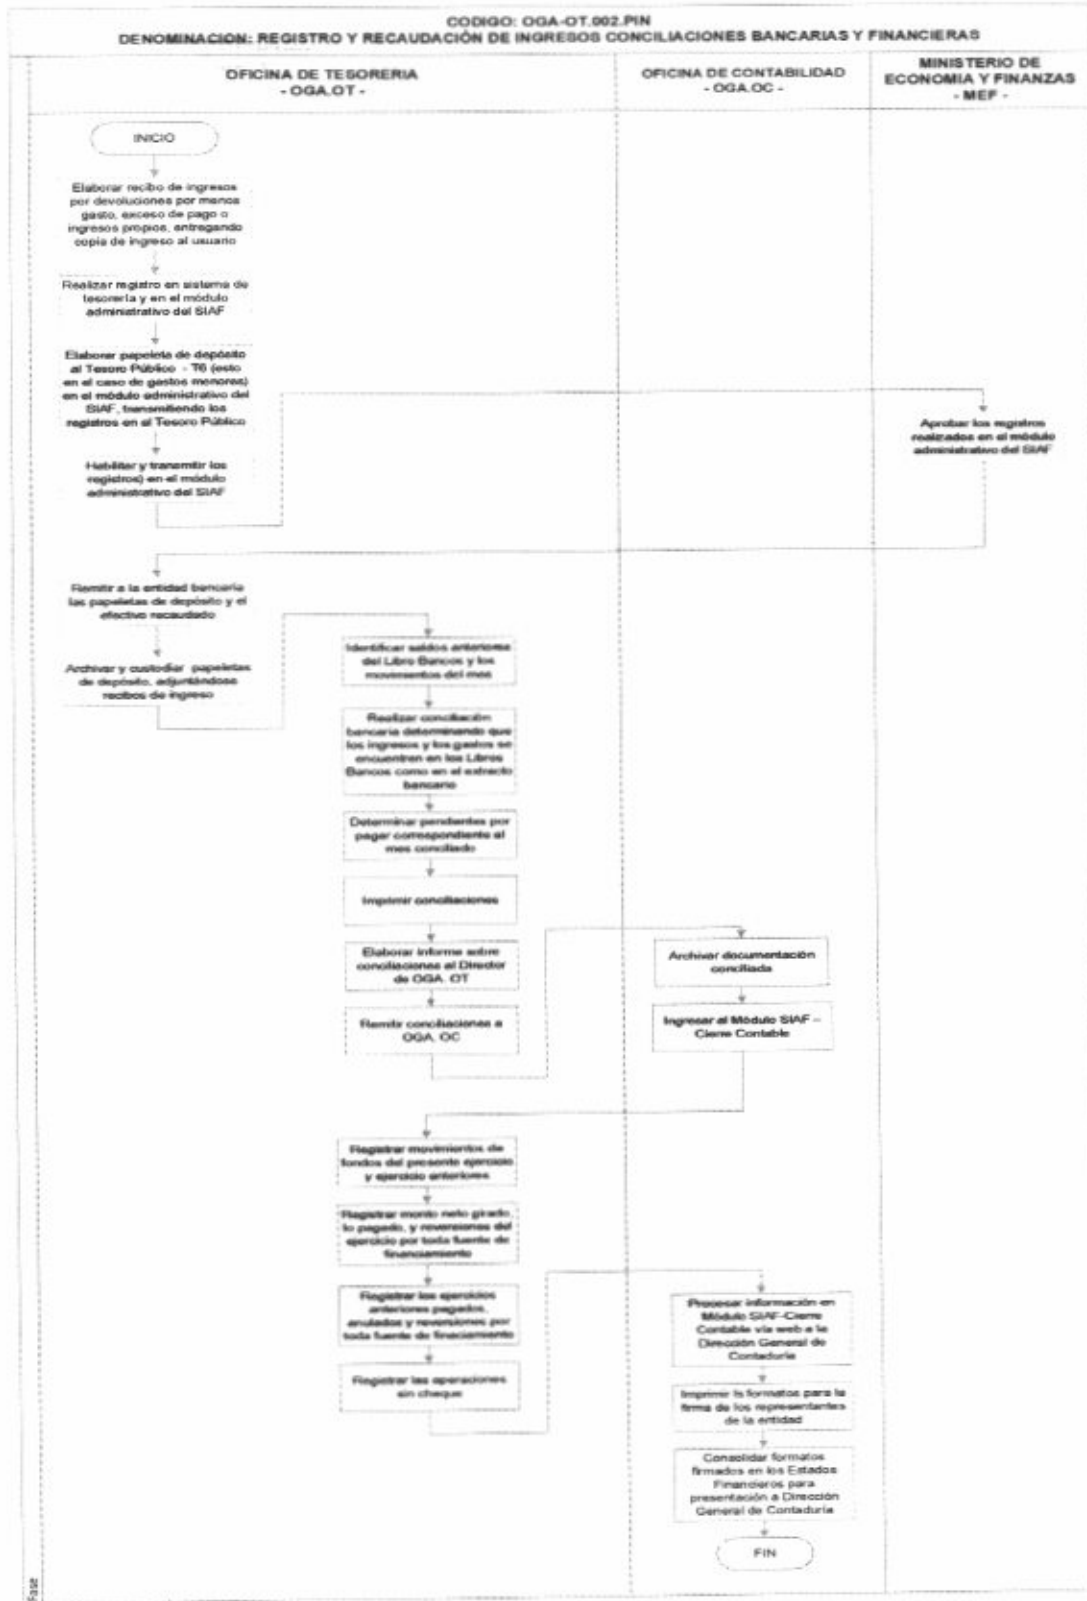 CODIGO: OGA-OT.002.PIN
DENOMINACION: REGISTRO Y RECAUDACIÓN DE INGRESOS CONCILIACIONES BANCARIAS Y FINANCIERAS
OFICINA DE TESORERIA
- OGA.OT -
OFICINA DE CONTABILIDAD
- OGA.OC -
MINISTERIO DE
ECONOMIA Y FINANZAS
- MEF -
INICIO
Elaborar recibo de ingresos
por devoluciones por menos
gasto, exceso de pago o
ingresos propios, entregando
copia de ingreso al usuario
Realizar registro en sistema de
tesorería y en el módulo
administrativo del SIAF
Elaborar papeleta de depósito
al Tesoro Público - T6 (esto
en el caso de gastos menores)
en el módulo administrativo del
SIAF, transmitiendo los
registros en el Tesoro Público
Habilitar y transmitir los
registros) en el módulo
administrativo del SIAF
Aprobar los registros
realizados en el módulo
administrativo del SIAF
Remitir a la entidad bancaria
las papeletas de depósito y el
efectivo recaudado
Archivar y custodiar papeletas
de depósito, adjuntándose
recibos de ingreso
Identificar saldos anteriores
del Libro Bancos y los
movimientos del mes
Realizar conciliación
bancaria determinando que
los ingresos y los gastos se
encuentren en los Libros
Bancos como en el extracto
bancario
Determinar pendientes por
pagar correspondiente al
mes conciliado
Imprimir conciliaciones
Elaborar informe sobre
conciliaciones al Director
de OGA. OT
Remitir conciliaciones a
OGA. OC
Archivar documentación
conciliada
Ingresar al Módulo SIAF –
Cierre Contable
Registrar movimientos de
fondos del presente ejercicio
y ejercicio anteriores
Registrar monto neto girado,
lo pagado, y reversiones del
ejercicio por toda fuente de
financiamiento
Registrar los ejercicios
anteriores pagados,
anulados y reversiones por
toda fuente de finaciamiento
Registrar las operaciones
sin cheque
Procesar información en
Módulo SIAF-Cierre
Contable vía web a la
Dirección General de
Contaduría
Imprimir ls formatos para la
firma de los representantes
de la entidad
Consolidar formatos
firmados en los Estados
Financieros para
presentación a Dirección
General de Contaduría
FIN
Fase